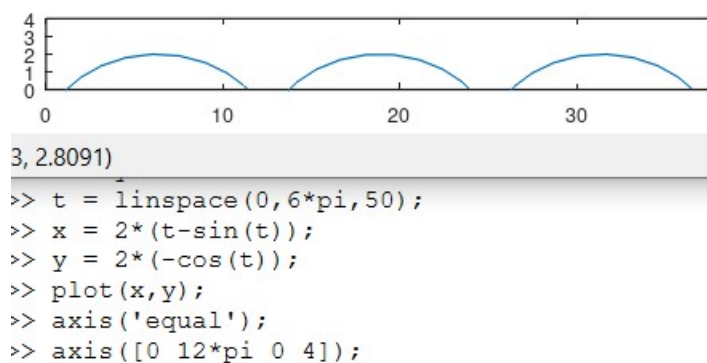 4
3
2
1
0
0 10 20 30
3, 2.8091)
>> t = linspace(0,6*pi,50);
>> x = 2*(t-sin(t));
>> y = 2*(-cos(t));
>> plot(x,y);
>> axis('equal');
>> axis([0 12*pi 0 4]);